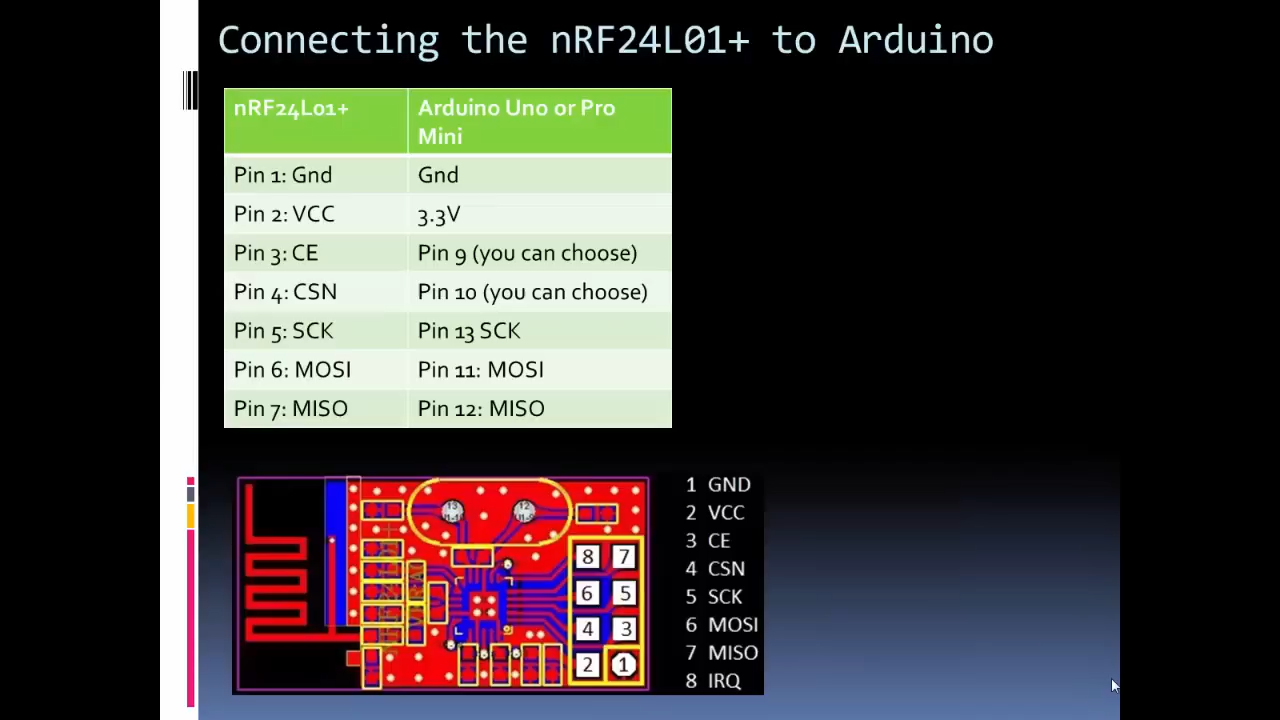 Connecting the nRF24L01+ to Arduino
nRF24L01+ Arduino Uno or Pro
Mini
Pin 1: Gnd Gnd
Pin 2: VCC 3.3V
Pin 3: CE Pin 9 (you can choose)
Pin 4: CSN Pin 10 (you can choose)
Pin 5: SCK Pin 13 SCK
Pin 6: MOSI Pin 11: MOSI
Pin 7: MISO Pin 12: MISO
13 12
8 7
6 5
4 3
2 1
1 GND
2 VCC
3 CE
4 CSN
5 SCK
6 MOSI
7 MISO
8 IRQ